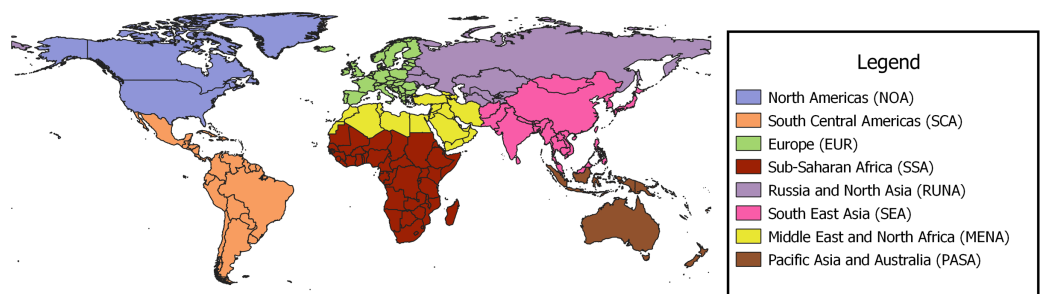 Legend
North Americas (NOA)
South Central Americas (SCA)
Europe (EUR)
Sub-Saharan Africa (SSA)
Russia and North Asia (RUNA)
South East Asia (SEA)
Middle East and North Africa (MENA)
Pacific Asia and Australia (PASA)